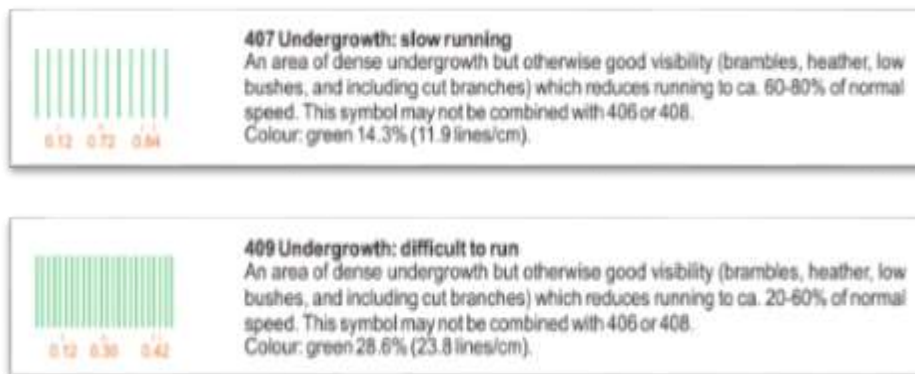 407 Undergrowth: slow running
An area of dense undergrowth but otherwise good visibility (brambles, heather, low
bushes, and including cut branches) which reduces running to ca. 60-80% of normal
speed. This symbol may not be combined with 406 or 408.
Colour: green 14.3% (11.9 lines/cm).
0.12 0.72 0.84
409 Undergrowth: difficult to run
An area of dense undergrowth but otherwise good visibility (brambles, heather, low
bushes, and including cut branches) which reduces running to ca. 20-60% of normal
speed. This symbol may not be combined with 406 or 408.
Colour: green 28.6% (23.8 lines/cm).
0.12 0.30 0.42